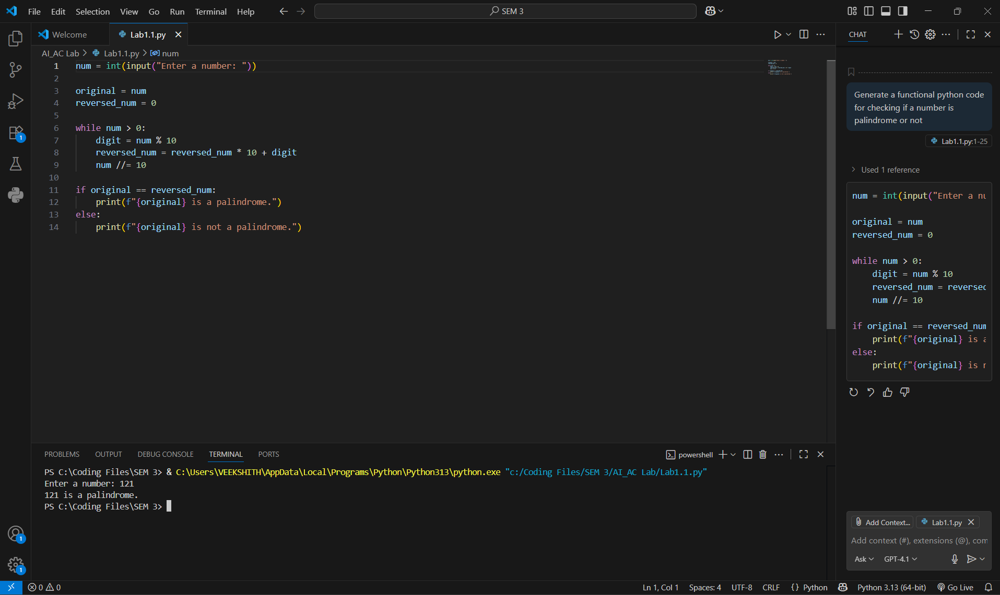 File Edit Selection View Go Run Terminal Help
SEM 3
Welcome
Lab1.1.py
AI_AC Lab > Lab1.1.py > num
1 num = int(input("Enter a number: "))
2
3 original = num
4 reversed_num = 0
5
6 while num > 0:
7     digit = num % 10
8     reversed_num = reversed_num * 10 + digit
9     num //= 10
10
11 if original == reversed_num:
12     print(f"{original} is a palindrome.")
13 else:
14     print(f"{original} is not a palindrome.")
1
1
1
PROBLEMS OUTPUT DEBUG CONSOLE TERMINAL PORTS
powershell
PS C:\Coding Files\SEM 3> & C:\Users\VEEKSHITH\AppData\Local\Programs\Python\Python313\python.exe "c:/Coding Files/SEM 3/AI_AC Lab/Lab1.1.py"
Enter a number: 121
121 is a palindrome.
PS C:\Coding Files\SEM 3>
CHAT
Generate a functional python code
for checking if a number is
palindrome or not
Lab1.1.py:1-25
> Used 1 reference
num = int(input("Enter a nu
original = num
reversed_num = 0
while num > 0:
    digit = num % 10
    reversed_num = reversed
    num //= 10
if original == reversed_num
    print(f"{original} is a
else:
    print(f"{original} is n
Add Context...
Lab1.1.py
Add context (#), extensions (@), com
Ask GPT-4.1
0 0
Ln 1, Col 1 Spaces: 4 UTF-8 CRLF {} Python Python 3.13 (64-bit) Go Live